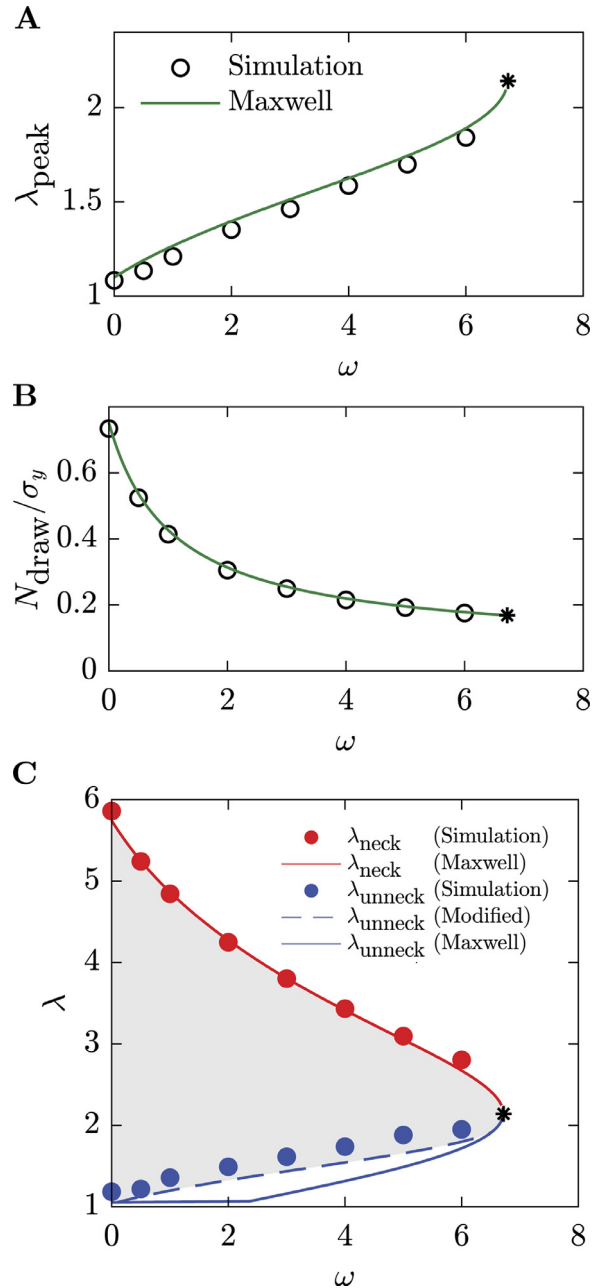 A
Simulation
Maxwell
2
1.5
1
λpeak
0 2 4 6 8
ω
B
0.6
0.4
0.2
0
Ndraw/σy
0 2 4 6 8
ω
C
6
5
4
3
2
1
λ
λneck (Simulation)
λneck (Maxwell)
λunneck (Simulation)
λunneck (Modified)
λunneck (Maxwell)
0 2 4 6 8
ω